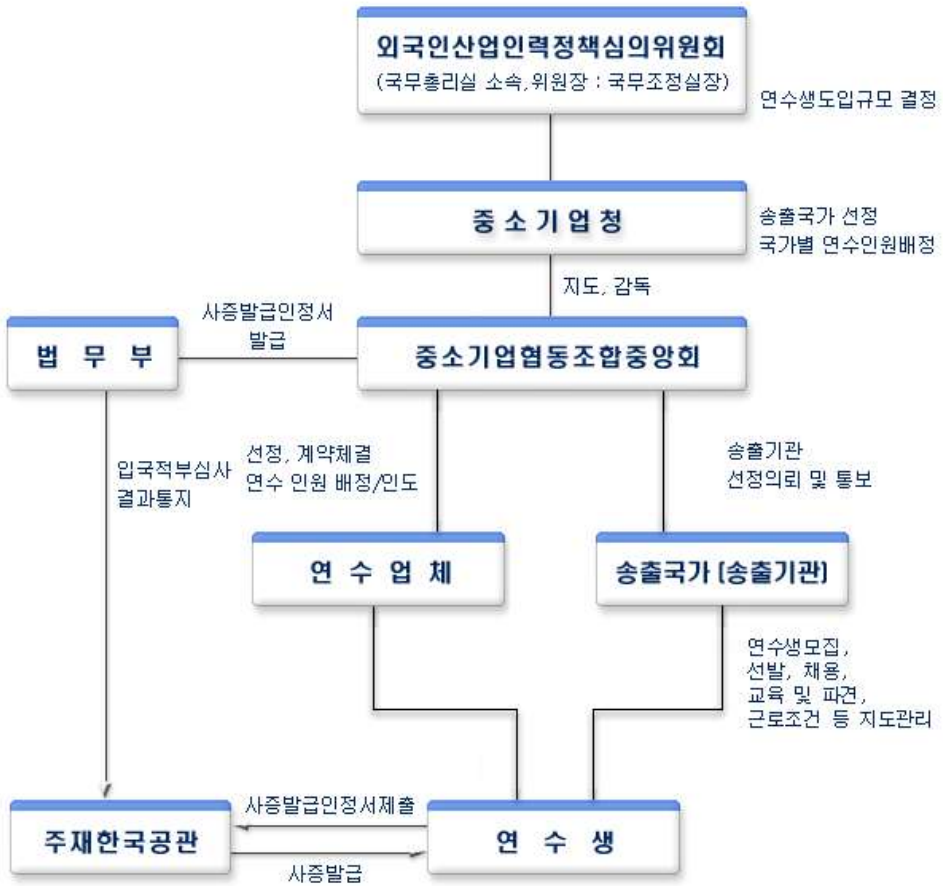 외국인산업인력정책심의위원회
(국무총리실 소속,위원장 : 국무조정실장)
연수생도입규모 결정
중 소 기 업 청
송출국가 선정
국가별 연수인원배정
지도, 감독
사증발급인정서
발급
법 무 부
중소기업협동조합중앙회
입국적부심사
결과통지
선정, 계약체결
연수 인원 배정/인도
송출기관
선정의뢰 및 통보
연 수 업 체
송출국가 (송출기관)
연수생모집,
선발, 채용,
교육 및 파견,
근로조건 등 지도관리
사증발급인정서제출
주재한국공관
연 수 생
사증발급